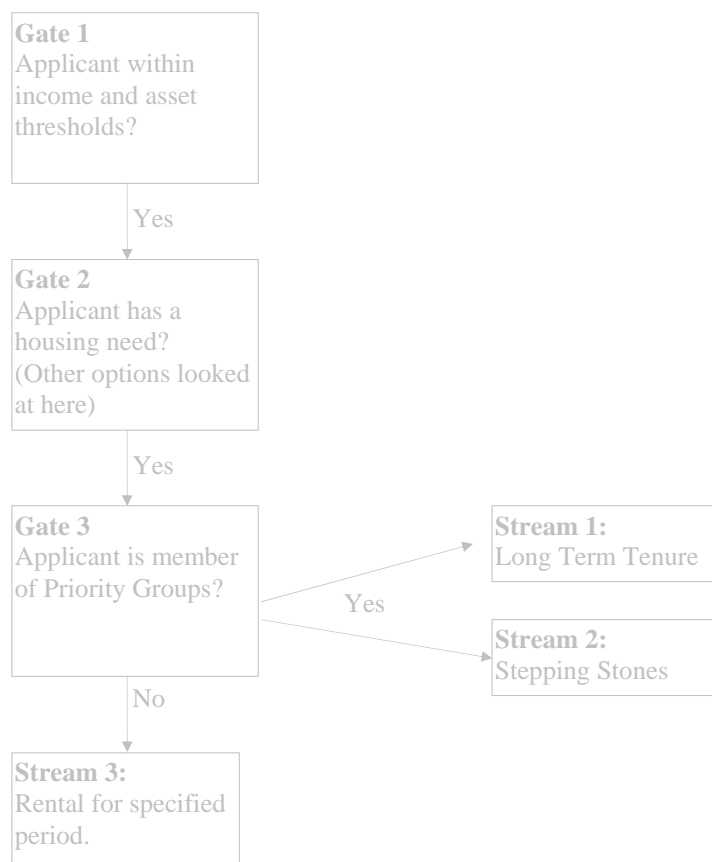 Gate 1
Applicant within
income and asset
thresholds?
Yes
Gate 2
Applicant has a
housing need?
(Other options looked
at here)
Yes
Gate 3
Applicant is member
of Priority Groups?
Stream 1:
Long Term Tenure
Yes
Stream 2:
Stepping Stones
No
Stream 3:
Rental for specified
period.